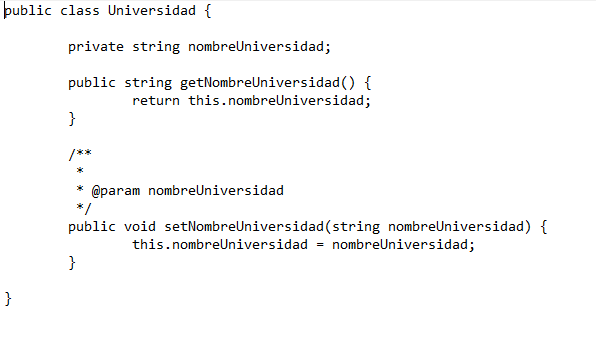 public class Universidad {
private string nombreUniversidad;
public string getNombreUniversidad() {
return this.nombreUniversidad;
}
/**
*
* @param nombreUniversidad
*/
public void setNombreUniversidad(string nombreUniversidad) {
this.nombreUniversidad = nombreUniversidad;
}
}